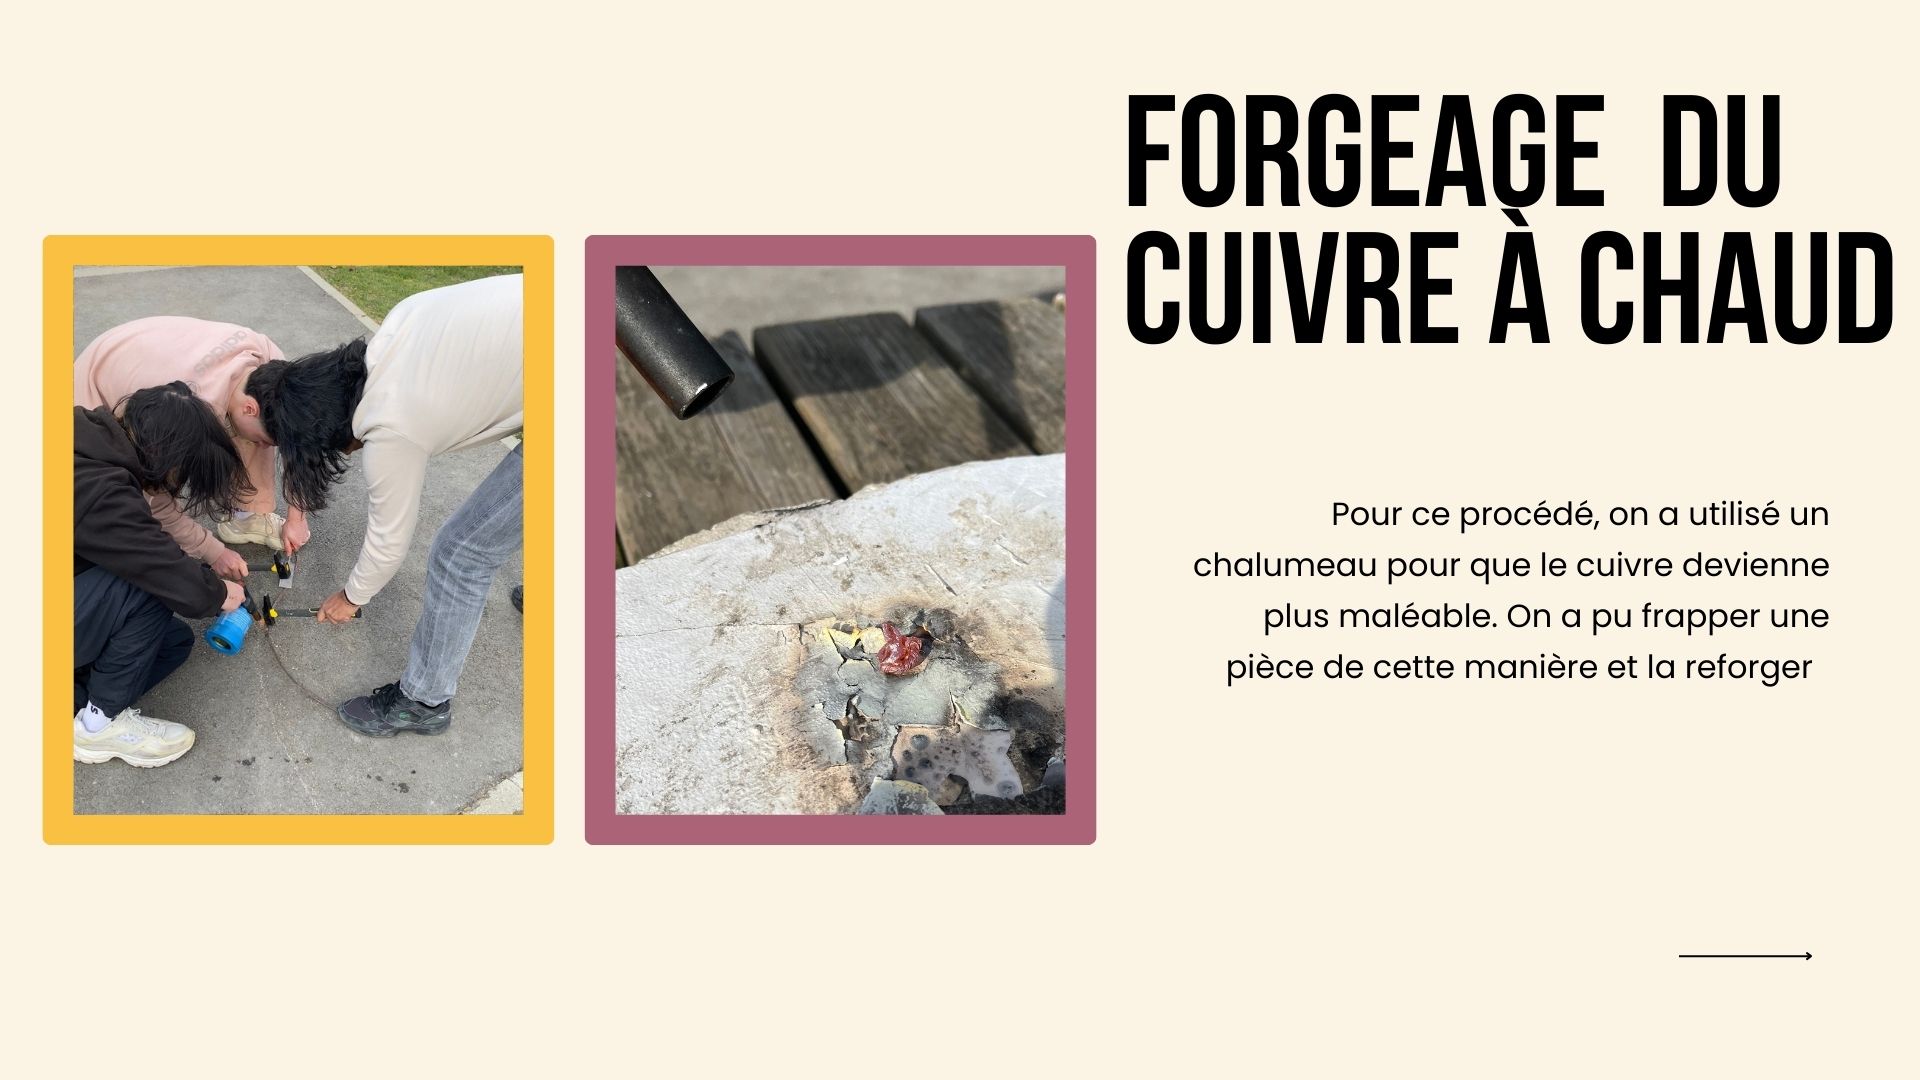 FORGEAGE DU
CUIVRE À CHAUD
Pour ce procédé, on a utilisé un
chalumeau pour que le cuivre devienne
plus maléable. On a pu frapper une
pièce de cette manière et la reforger
adidas